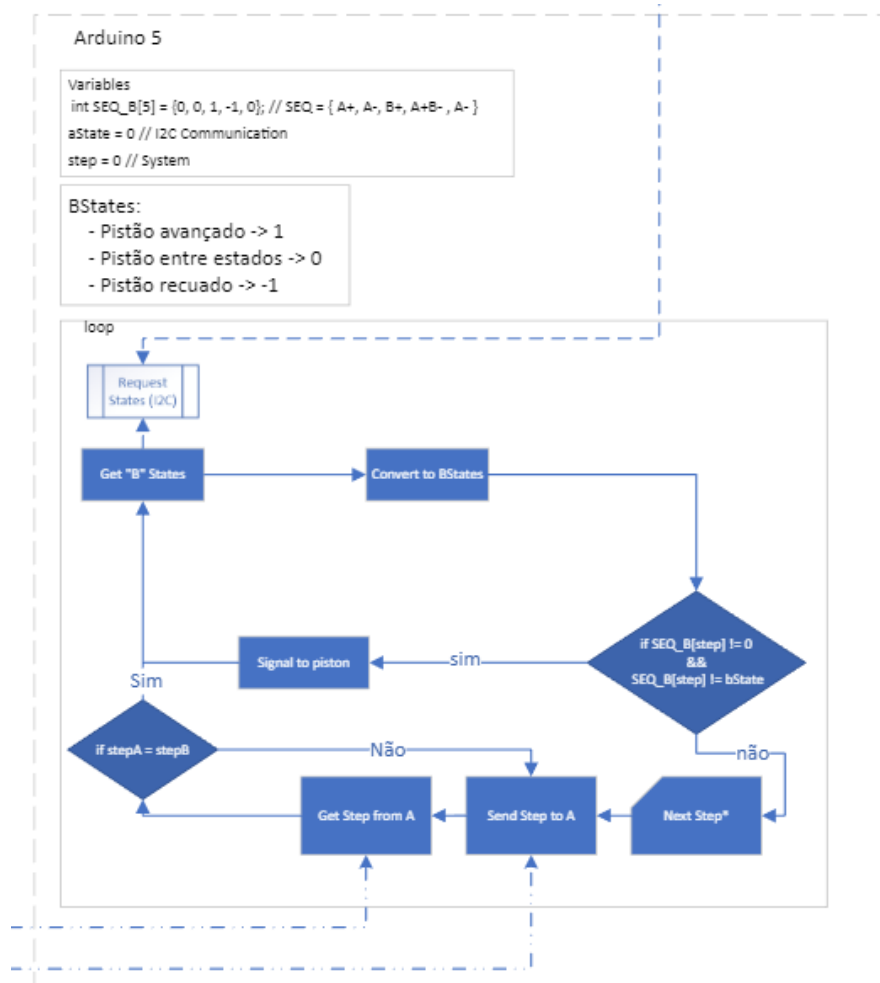 Arduino 5
Variables
int SEQ_B[5] = {0, 0, 1, -1, 0}; // SEQ = { A+, A-, B+, A+B- , A- }
aState = 0 // I2C Communication
step = 0 // System
BStates:
- Pistão avançado -> 1
- Pistão entre estados -> 0
- Pistão recuado -> -1
loop
Request
States (I2C)
Get "B" States
Convert to BStates
if SEQ_B[step] != 0
&&
SEQ_B[step] != bState
sim
Signal to piston
Sim
if stepA = stepB
Não
não
Get Step from A
Send Step to A
Next Step*